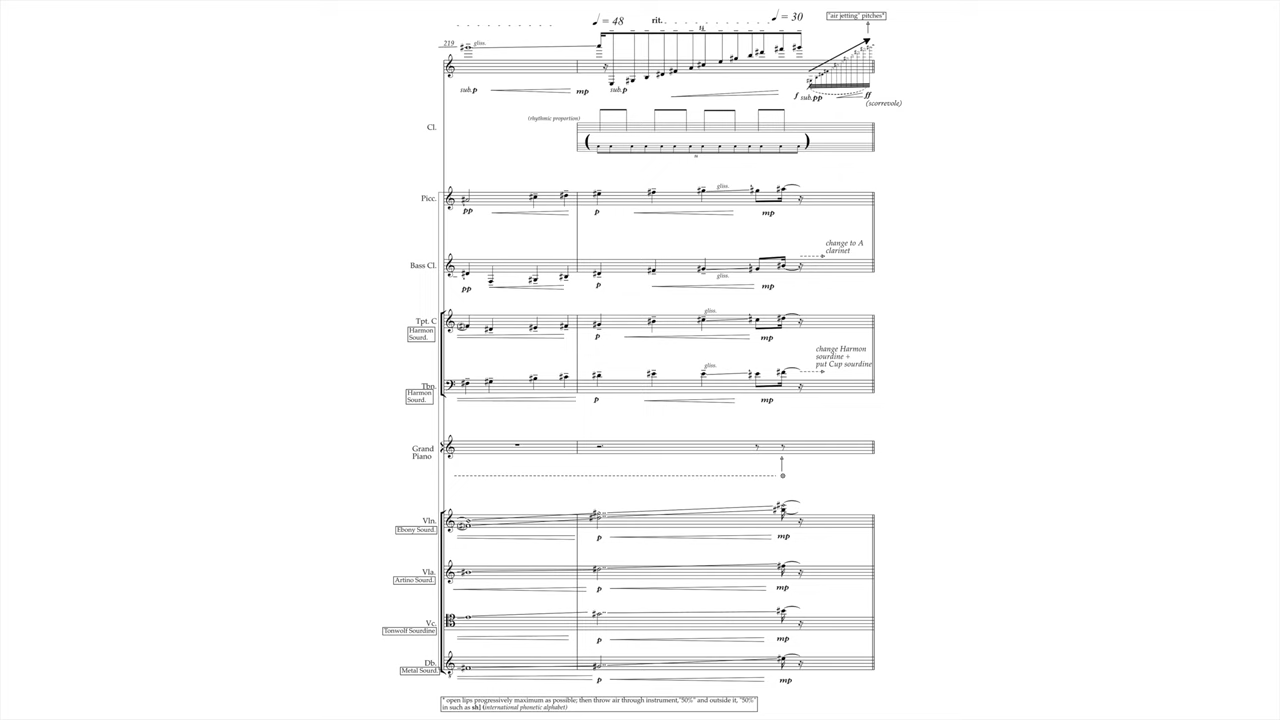 = 48
rit.
= 30
"air jetting" pitches*
219
gliss.
sub.p
mp
sub.p
f sub.pp
ff
(scorrevole)
(rhythmic proportion)
Cl.
Picc.
gliss.
pp
p
mp
change to A
clarinet
Bass Cl.
gliss.
pp
p
mp
Tpt. C
Harmon
Sourd.
gliss.
p
mp
change Harmon
sourdine +
put Cup sourdine
Tbn.
Harmon
Sourd.
gliss.
p
mp
Grand
Piano
Vln.
Ebony Sourd.
p
mp
Vla.
Artino Sourd.
p
mp
Vc.
Tonwolf Sourdine
p
mp
Db.
Metal Sourd.
p
mp
* open lips progressively maximum as possible; then throw air through instrument,"50%" and outside it, "50%"
in such as sh] (international phonetic alphabet)